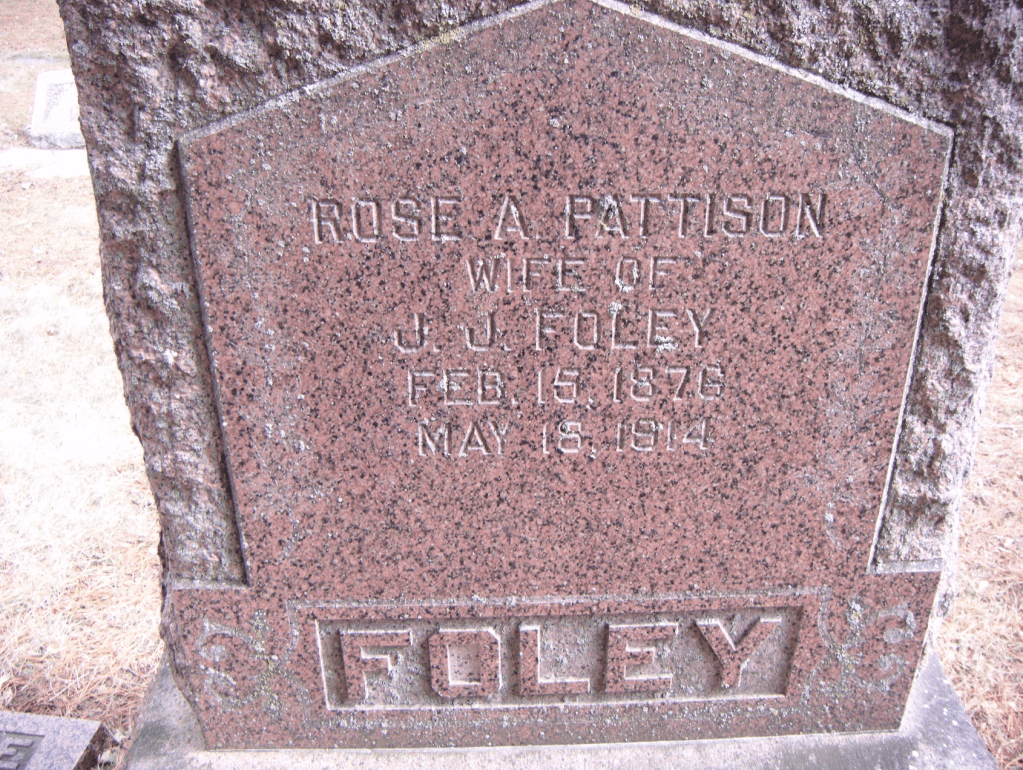 ROSE A. PATTISON
WIFE OF
J. J. FOLEY
FEB. 15, 1876
MAY 18, 1914
FOLEY